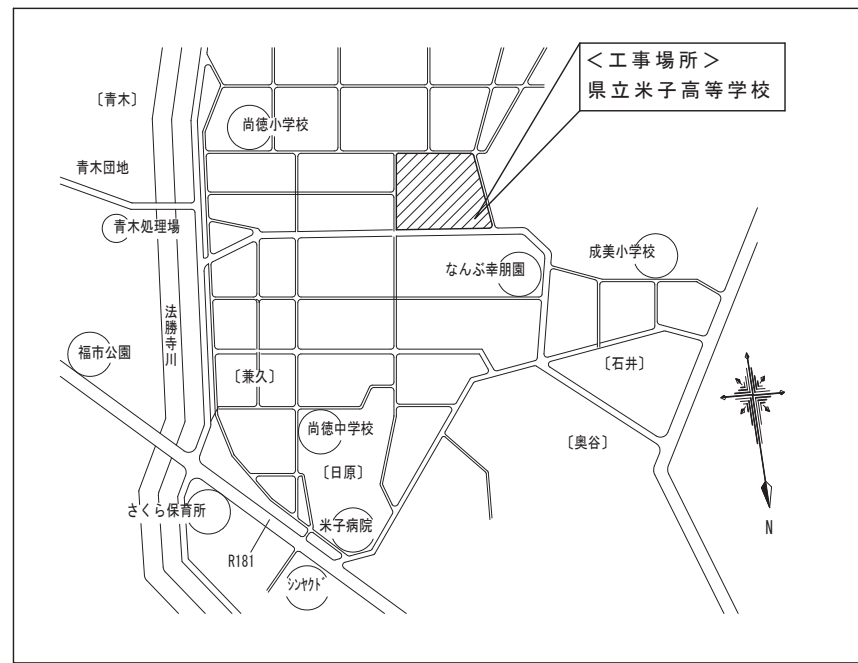 <工事場所>
県立米子高等学校
〔青木〕
尚徳小学校
青木団地
青木処理場
成美小学校
なんぶ幸朋園
法勝寺川
福市公園
〔兼久〕
〔石井〕
尚徳中学校
〔奥谷〕
〔日原〕
さくら保育所
米子病院
N
R181
シンヤクド